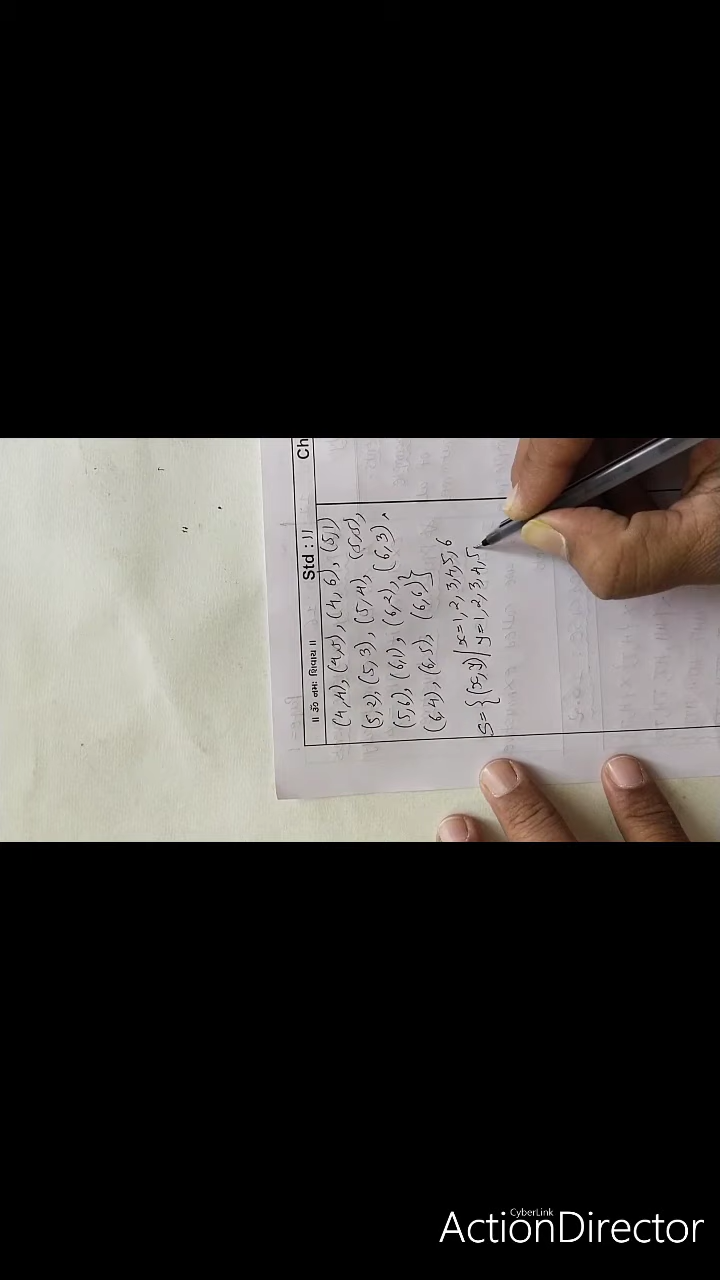 || ॐ नमः शिवाय ||
Std : 11
Ch
(4,4), (4,5), (4,6), (5,1)
(5,2), (5,3), (5,4), (5,5),
(5,6), (6,1), (6,2), (6,3),
(6,4), (6,5), (6,6)}
S={(x,y)/x=1,2,3,4,5,6
y=1,2,3,4,5,
CyberLink
ActionDirector